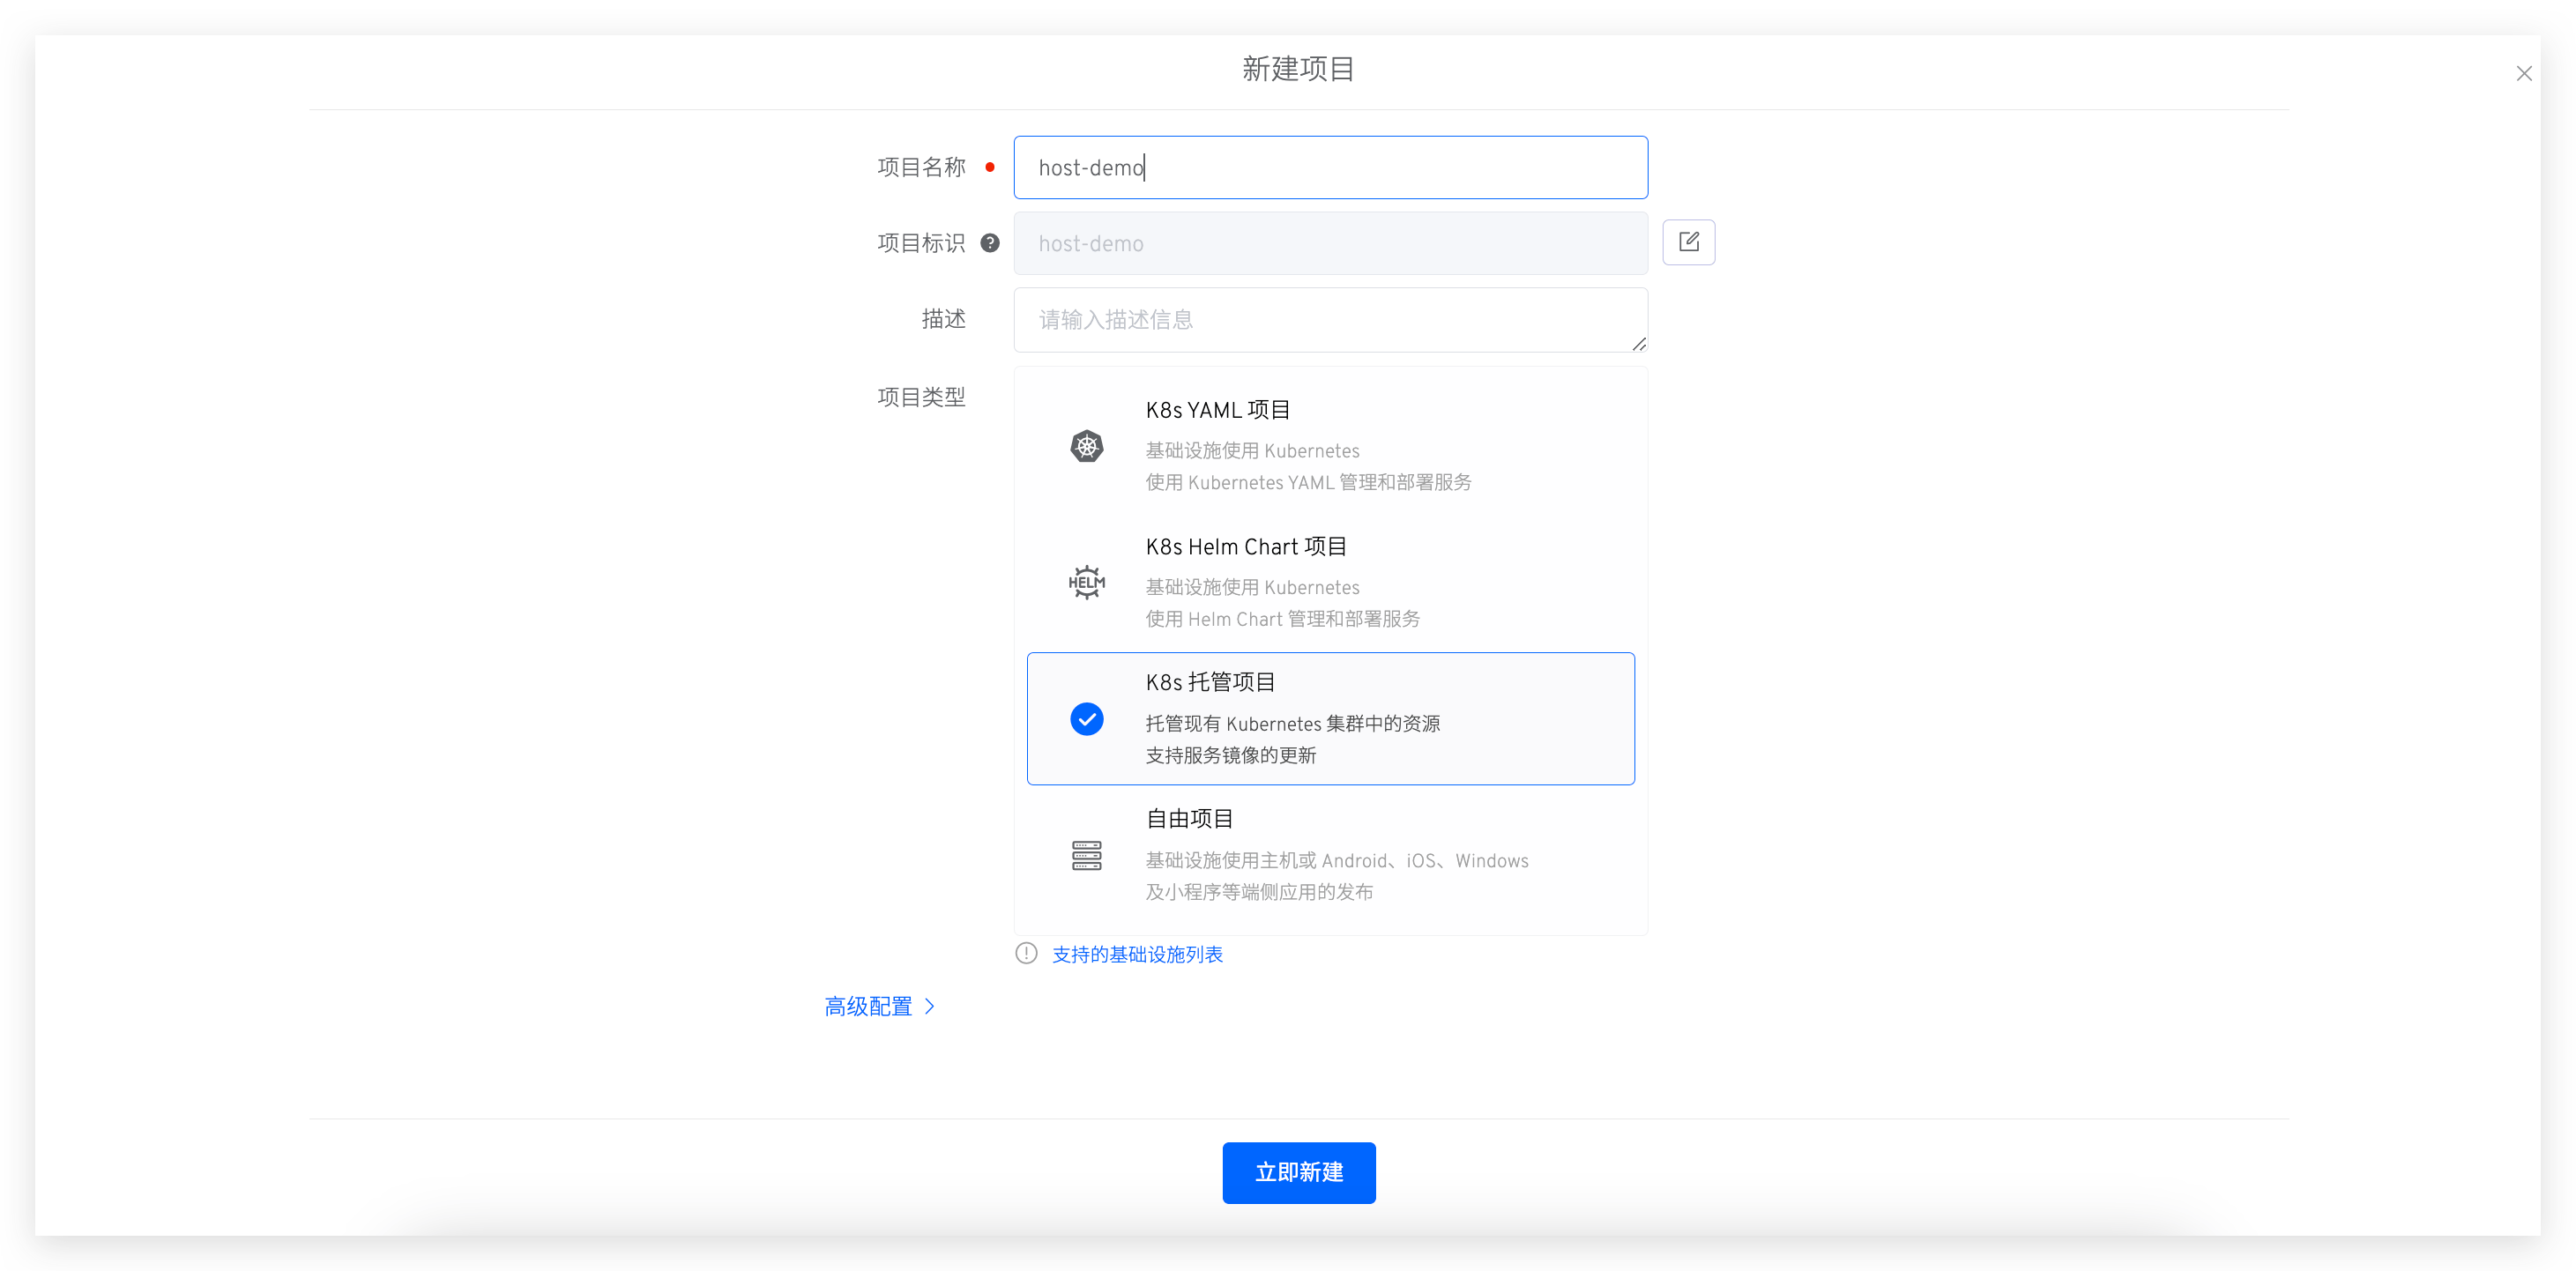 新建项目
项目名称
host-demo
项目标识
host-demo
描述
请输入描述信息
项目类型
K8s YAML 项目
基础设施使用 Kubernetes
使用 Kubernetes YAML 管理和部署服务
K8s Helm Chart 项目
HELM
基础设施使用 Kubernetes
使用 Helm Chart 管理和部署服务
K8s 托管项目
托管现有 Kubernetes 集群中的资源
支持服务镜像的更新
自由项目
基础设施使用主机或 Android、iOS、Windows
及小程序等端侧应用的发布
支持的基础设施列表
高级配置
立即新建